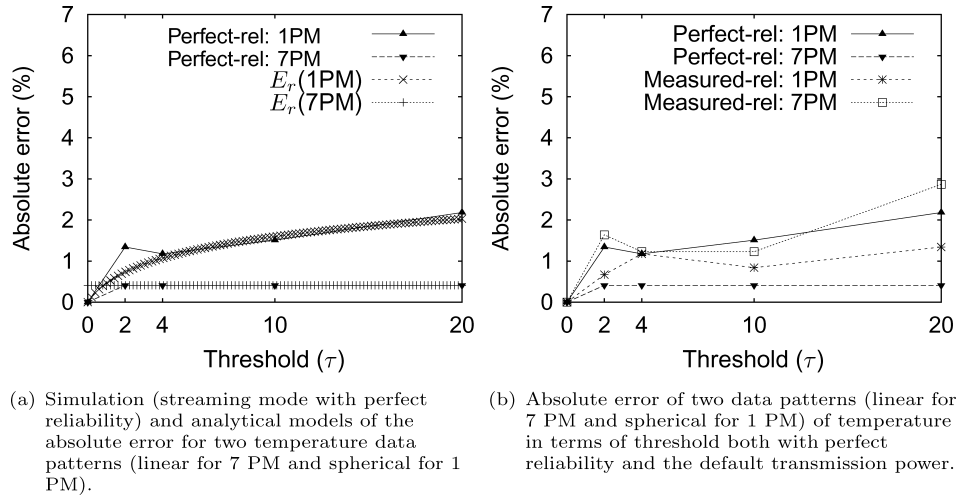 7
6
5
4
3
2
1
0
Absolute error (%)
Perfect-rel: 1PM
Perfect-rel: 7PM
Er(1PM)
Er(7PM)
0 2 4 10 20
Threshold (τ)
(a) Simulation (streaming mode with perfect
reliability) and analytical models of the
absolute error for two temperature data
patterns (linear for 7 PM and spherical for 1
PM).
7
6
5
4
3
2
1
0
Absolute error (%)
Perfect-rel: 1PM
Perfect-rel: 7PM
Measured-rel: 1PM
Measured-rel: 7PM
0 2 4 10 20
Threshold (τ)
(b) Absolute error of two data patterns (linear for
7 PM and spherical for 1 PM) of temperature
in terms of threshold both with perfect
reliability and the default transmission power.